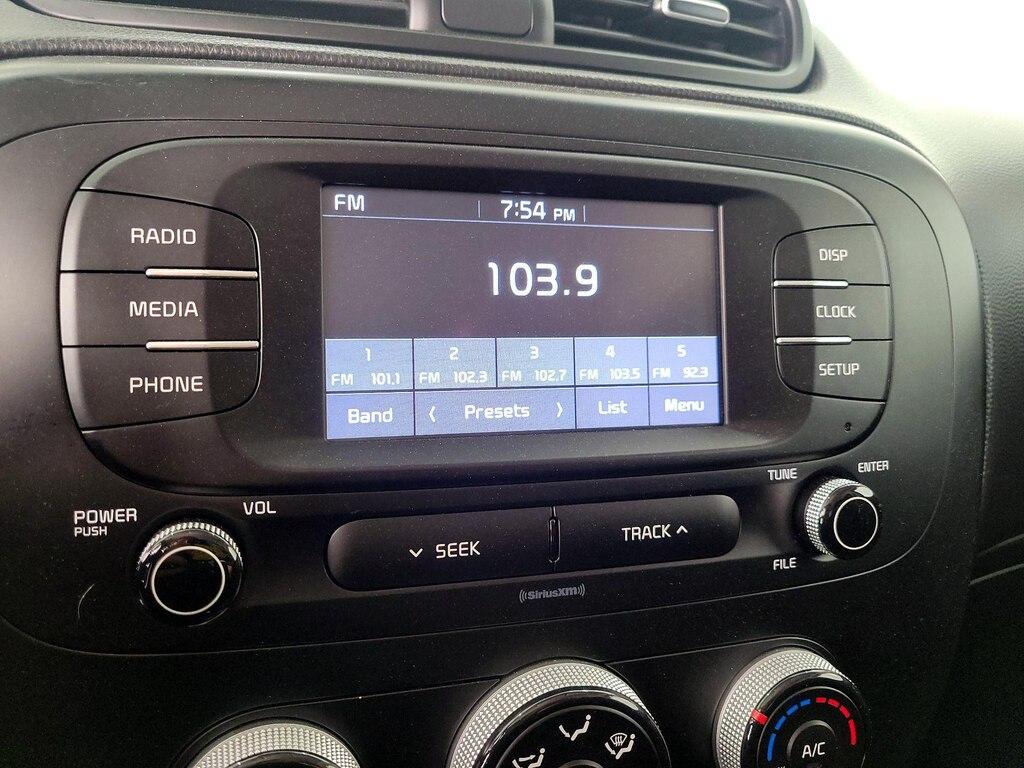 FM 7:54 PM
103.9
1 2 3 4 5
FM 101.1 FM 102.3 FM 102.7 FM 103.5 FM 92.3
Band Presets List Menu
RADIO
MEDIA
PHONE
DISP
CLOCK
SETUP
POWER
PUSH
VOL
SEEK
TRACK
TUNE
ENTER
FILE
SiriusXM
A/C